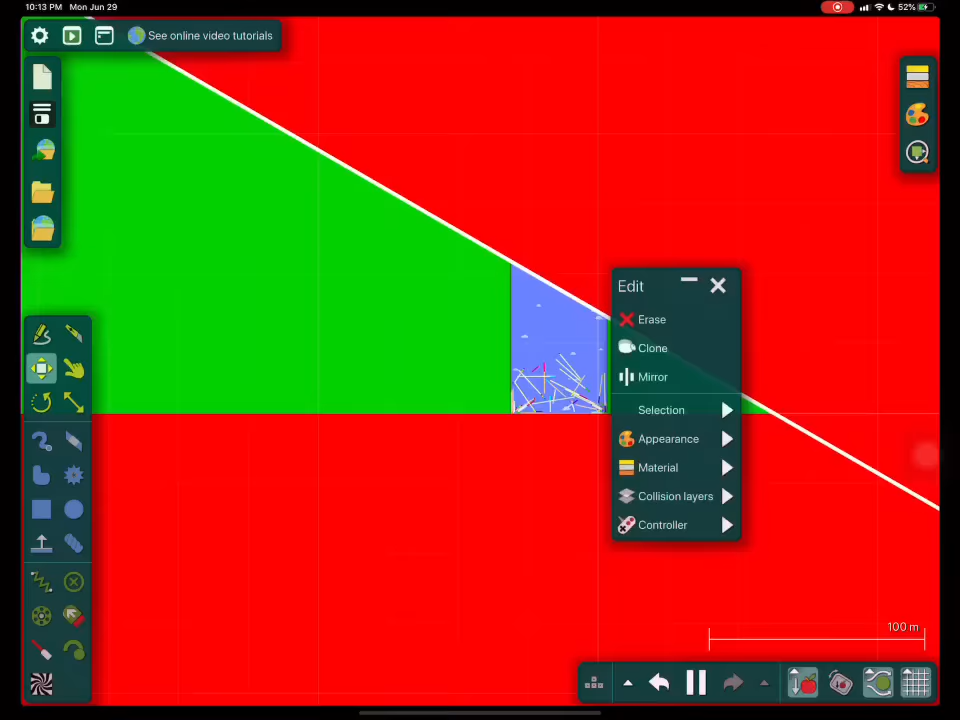 10:13 PM Mon Jun 29
52%
See online video tutorials
Edit
Erase
Clone
Mirror
Selection
Appearance
Material
Collision layers
Controller
100 m